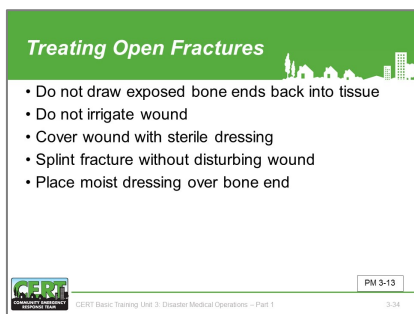 Treating Open Fractures
• Do not draw exposed bone ends back into tissue
• Do not irrigate wound
• Cover wound with sterile dressing
• Splint fracture without disturbing wound
• Place moist dressing over bone end
PM 3-13
CERT
COMMUNITY EMERGENCY
RESPONSE TEAM
CERT Basic Training Unit 3: Disaster Medical Operations – Part 1
3-34